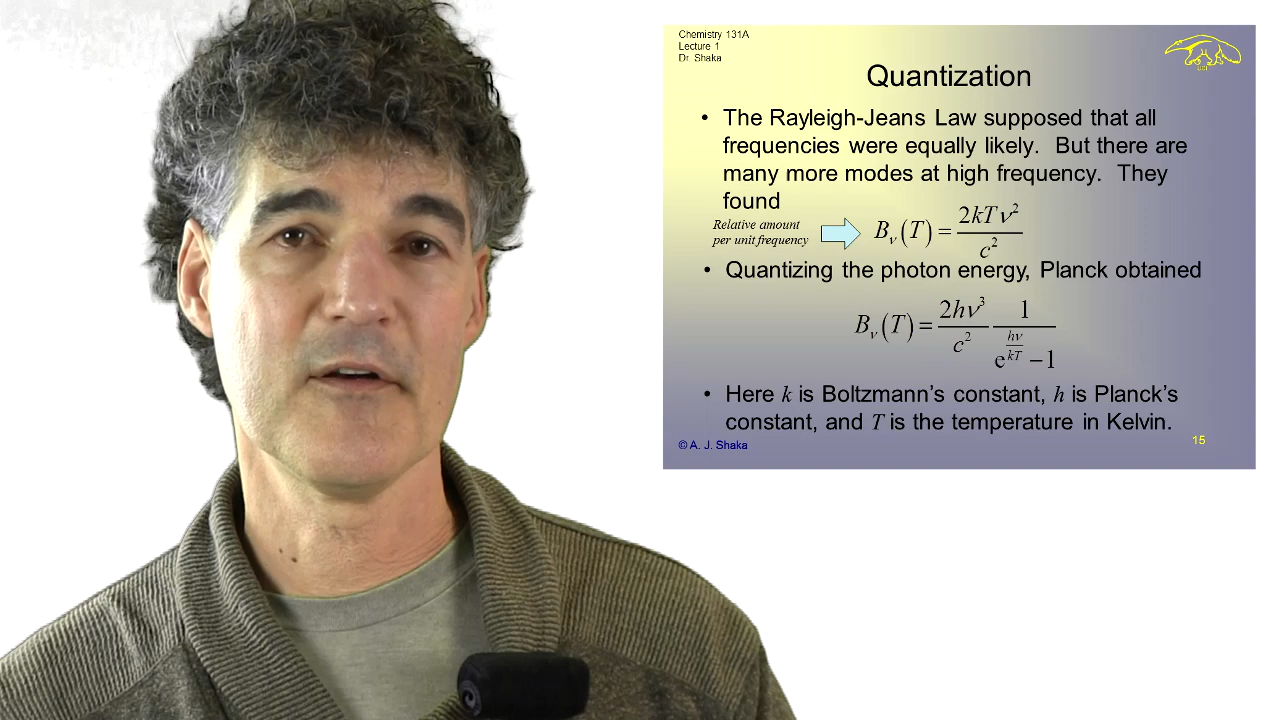 Chemistry 131A
Lecture 1
Dr. Shaka
UCI
Quantization
• The Rayleigh-Jeans Law supposed that all
frequencies were equally likely. But there are
many more modes at high frequency. They
found
Relative amount
per unit frequency
Bν(T) = 2kTν²/c²
• Quantizing the photon energy, Planck obtained
Bν(T) = 2hν³/c² 1/(e^(hν/kT) − 1)
• Here k is Boltzmann's constant, h is Planck's
constant, and T is the temperature in Kelvin.
© A. J. Shaka
15